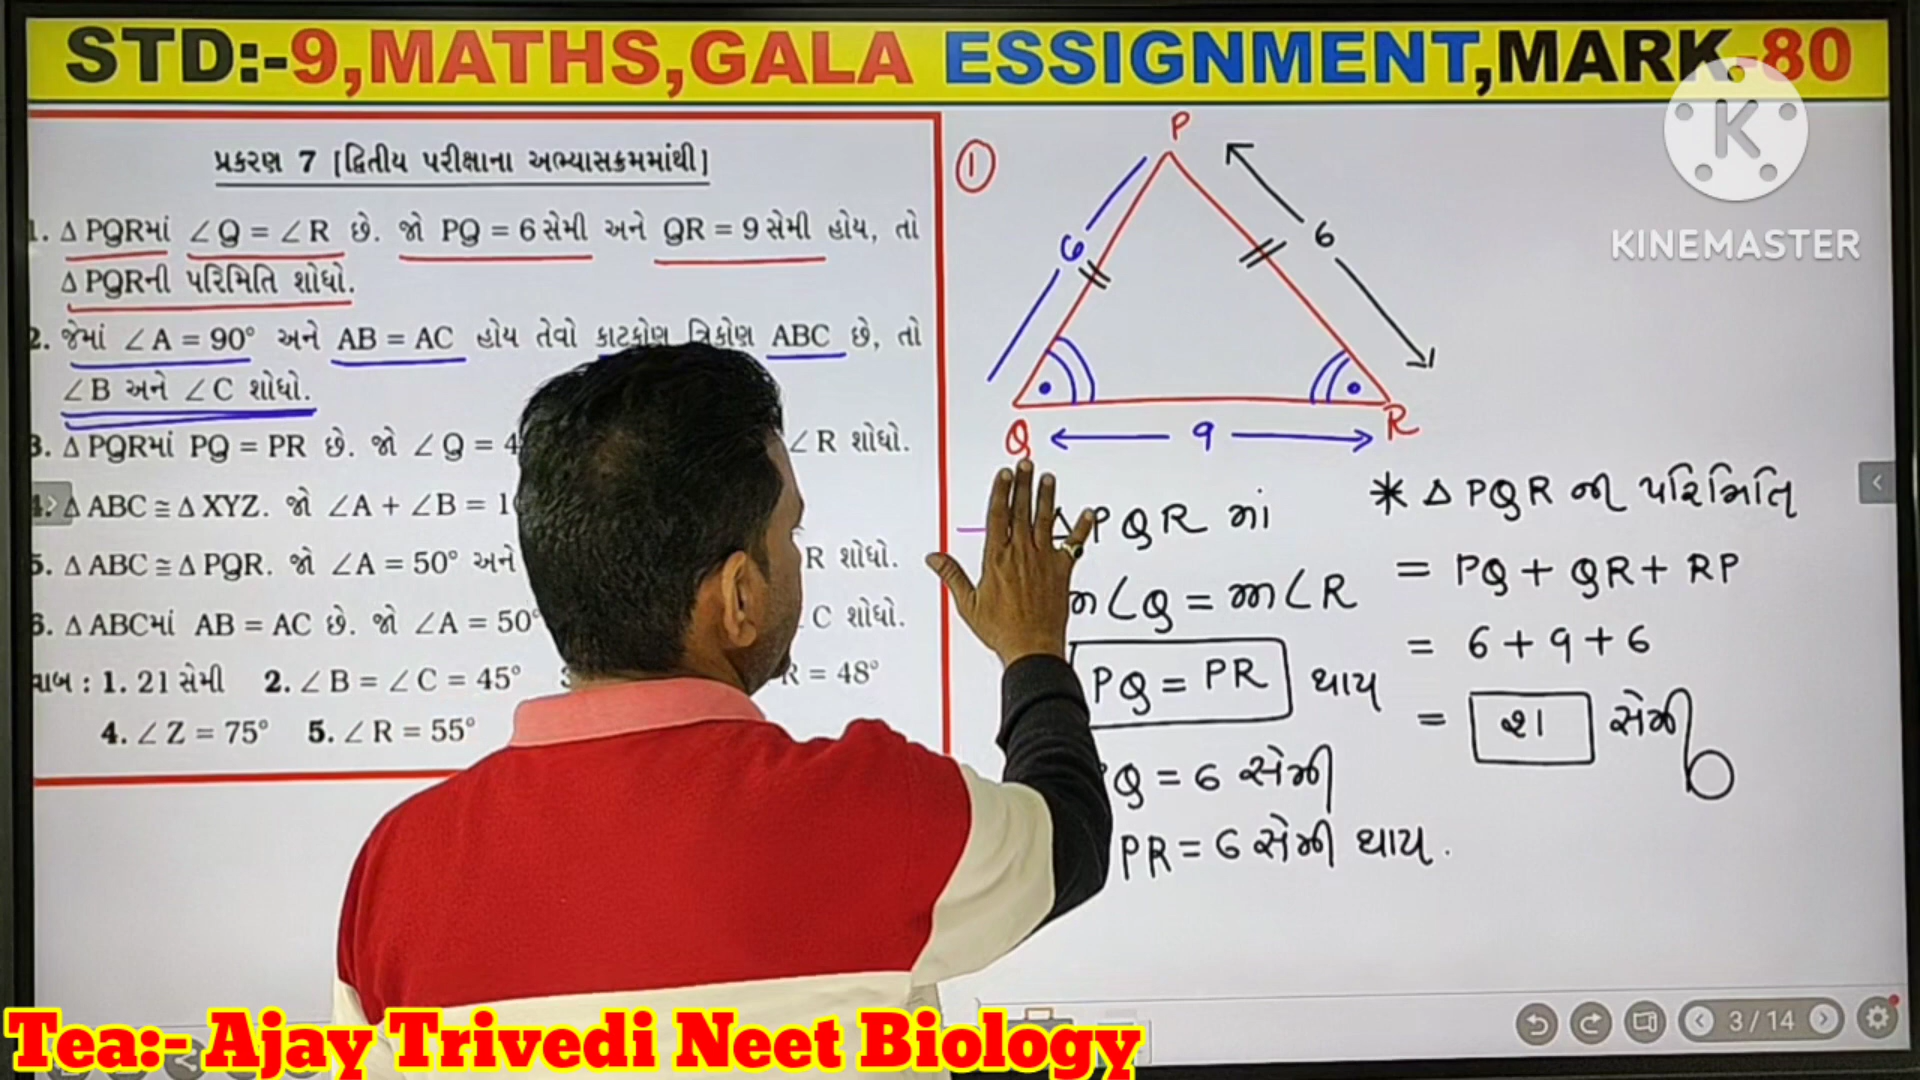 STD:-9,MATHS,GALA ESSIGNMENT,MARK-80
KINEMASTER
પ્રકરણ 7 [દ્વિતીય પરીક્ષાના અભ્યાસક્રમમાંથી]
1. Δ PQRમાં ∠Q = ∠R છે. જો PQ = 6 સેમી અને QR = 9 સેમી હોય, તો
Δ PQRની પરિમિતિ શોધો.
2. જેમાં ∠A = 90° અને AB = AC હોય તેવો કાટકોણ ત્રિકોણ ABC છે, તો
∠B અને ∠C શોધો.
3. Δ PQRમાં PQ = PR છે. જો ∠Q = 4 ∠R શોધો.
4. Δ ABC ≅ Δ XYZ. જો ∠A + ∠B = 1
5. Δ ABC ≅ Δ PQR. જો ∠A = 50° અને R શોધો.
6. Δ ABCમાં AB = AC છે. જો ∠A = 50° C શોધો.
વાબ : 1. 21 સેમી 2. ∠B = ∠C = 45° 3 R = 48°
4. ∠Z = 75° 5. ∠R = 55°
①
P
6
6
Q
9
R
ΔPQR માં
m∠Q = m∠R
PQ = PR થાય
Q = 6 સેમી
PR = 6 સેમી થાય.
* Δ PQR ની પરિમિતિ
= PQ + QR + RP
= 6 + 9 + 6
= ૨૧ સેમી
3 / 14
Tea:- Ajay Trivedi Neet Biology